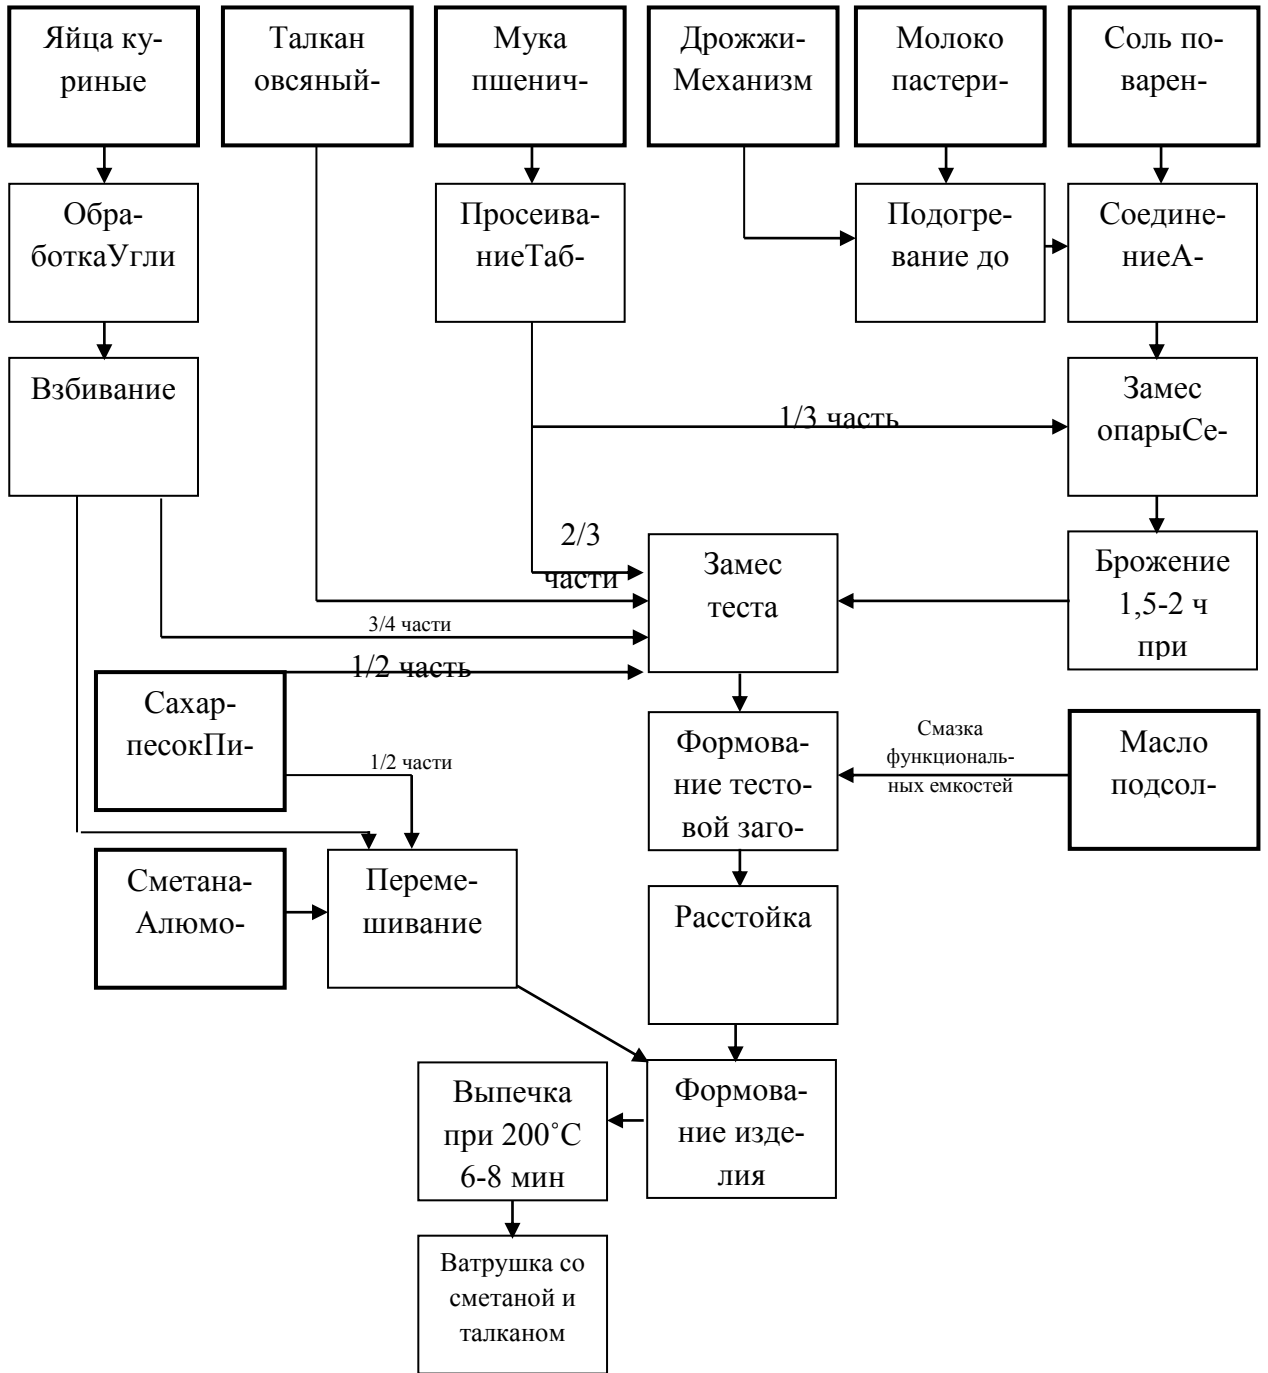 Яйца ку-
риные
Талкан
овсяный-
Мука
пшенич-
Дрожжи-
Механизм
Молоко
пастери-
Соль по-
варен-
Обра-
боткаУгли
Просеива-
ниеТаб-
Подогре-
вание до
Соедине-
ниеА-
Взбивание
1/3 часть
Замес
опарыСе-
2/3
части
Замес
теста
Брожение
1,5-2 ч
при
3/4 части
1/2 часть
Сахар-
песокПи-
1/2 части
Формова-
ние тесто-
вой заго-
Смазка
функциональ-
ных емкостей
Масло
подсол-
Сметана-
Алюмо-
Переме-
шивание
Расстойка
Выпечка
при 200˚С
6-8 мин
Формова-
ние изде-
лия
Ватрушка со
сметаной и
талканом